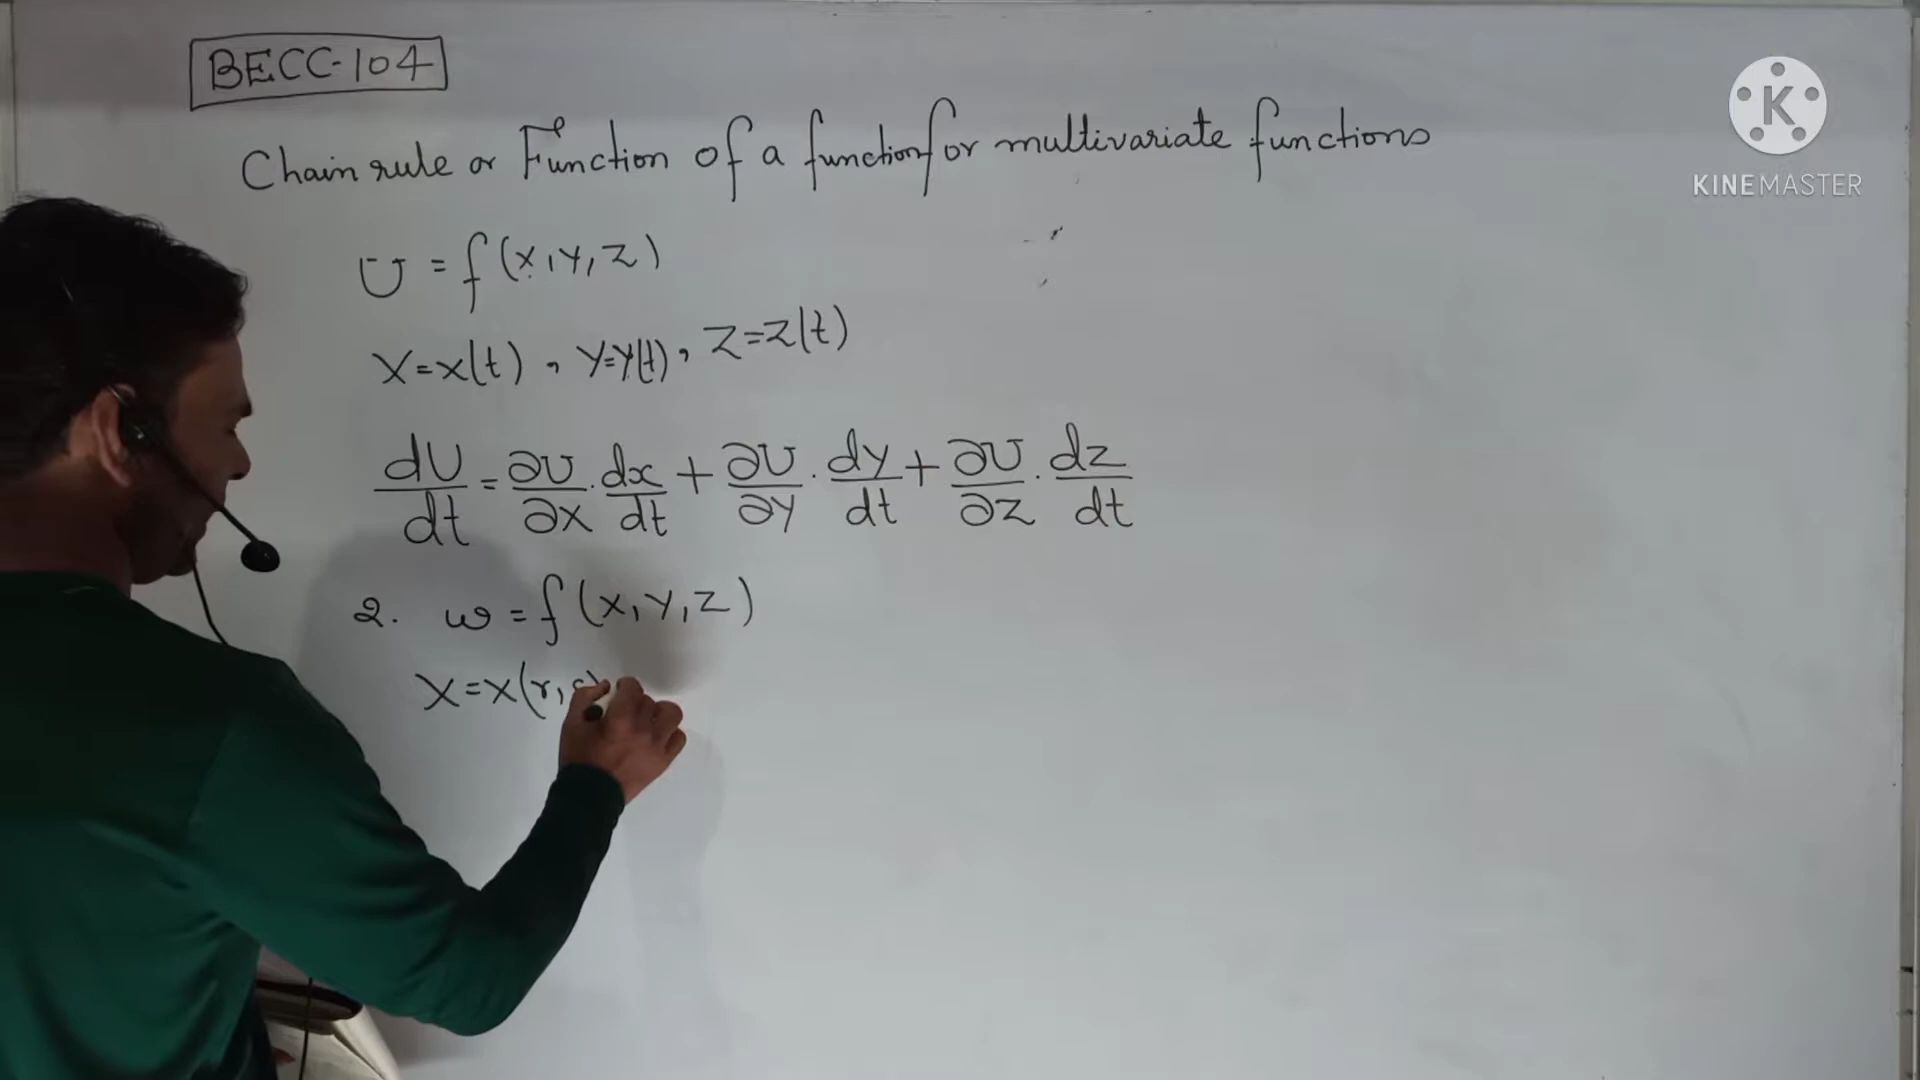 BECC-104
Chain rule or Function of a function for multivariate functions
U = f(x,y,z)
X=x(t), y=y(t), Z=z(t)
dU/dt = ∂U/∂x · dx/dt + ∂U/∂y · dy/dt + ∂U/∂z · dz/dt
2. w = f(x,y,z)
X=x(r,
K
KINEMASTER